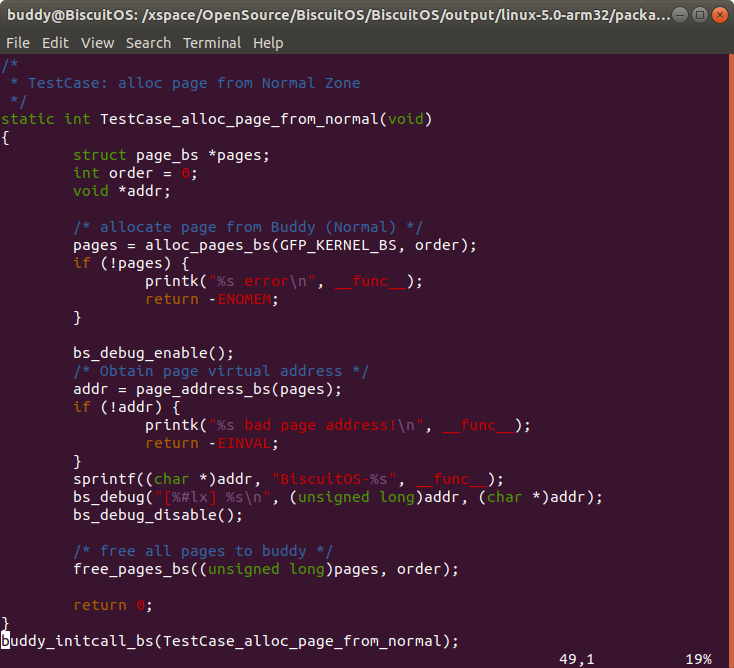 buddy@BiscuitOS: /xspace/OpenSource/BiscuitOS/BiscuitOS/output/linux-5.0-arm32/packa...
File Edit View Search Terminal Help
/*
 * TestCase: alloc page from Normal Zone
 */
static int TestCase_alloc_page_from_normal(void)
{
        struct page_bs *pages;
        int order = 0;
        void *addr;

        /* allocate page from Buddy (Normal) */
        pages = alloc_pages_bs(GFP_KERNEL_BS, order);
        if (!pages) {
                printk("%s error\n", __func__);
                return -ENOMEM;
        }

        bs_debug_enable();
        /* Obtain page virtual address */
        addr = page_address_bs(pages);
        if (!addr) {
                printk("%s bad page address!\n", __func__);
                return -EINVAL;
        }
        sprintf((char *)addr, "BiscuitOS-%s", __func__);
        bs_debug("[%#lx] %s\n", (unsigned long)addr, (char *)addr);
        bs_debug_disable();

        /* free all pages to buddy */
        free_pages_bs((unsigned long)pages, order);

        return 0;
}
buddy_initcall_bs(TestCase_alloc_page_from_normal);
49,1 19%